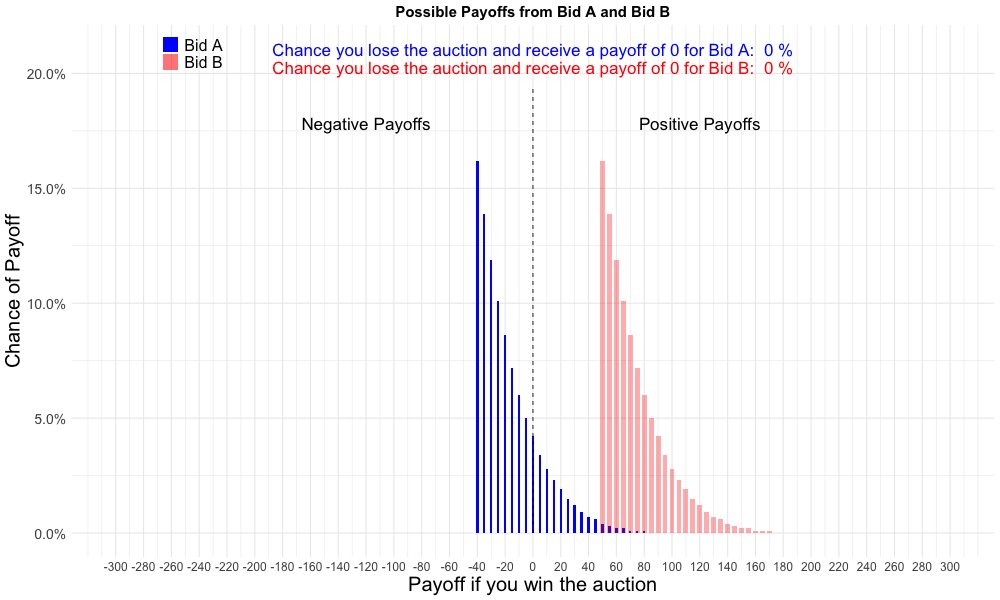 Possible Payoffs from Bid A and Bid B
Bid A
Bid B
Chance you lose the auction and receive a payoff of 0 for Bid A:  0 %
Chance you lose the auction and receive a payoff of 0 for Bid B:  0 %
Negative Payoffs
Positive Payoffs
Chance of Payoff
20.0%
15.0%
10.0%
5.0%
0.0%
-300 -280 -260 -240 -220 -200 -180 -160 -140 -120 -100 -80 -60 -40 -20 0 20 40 60 80 100 120 140 160 180 200 220 240 260 280 300
Payoff if you win the auction